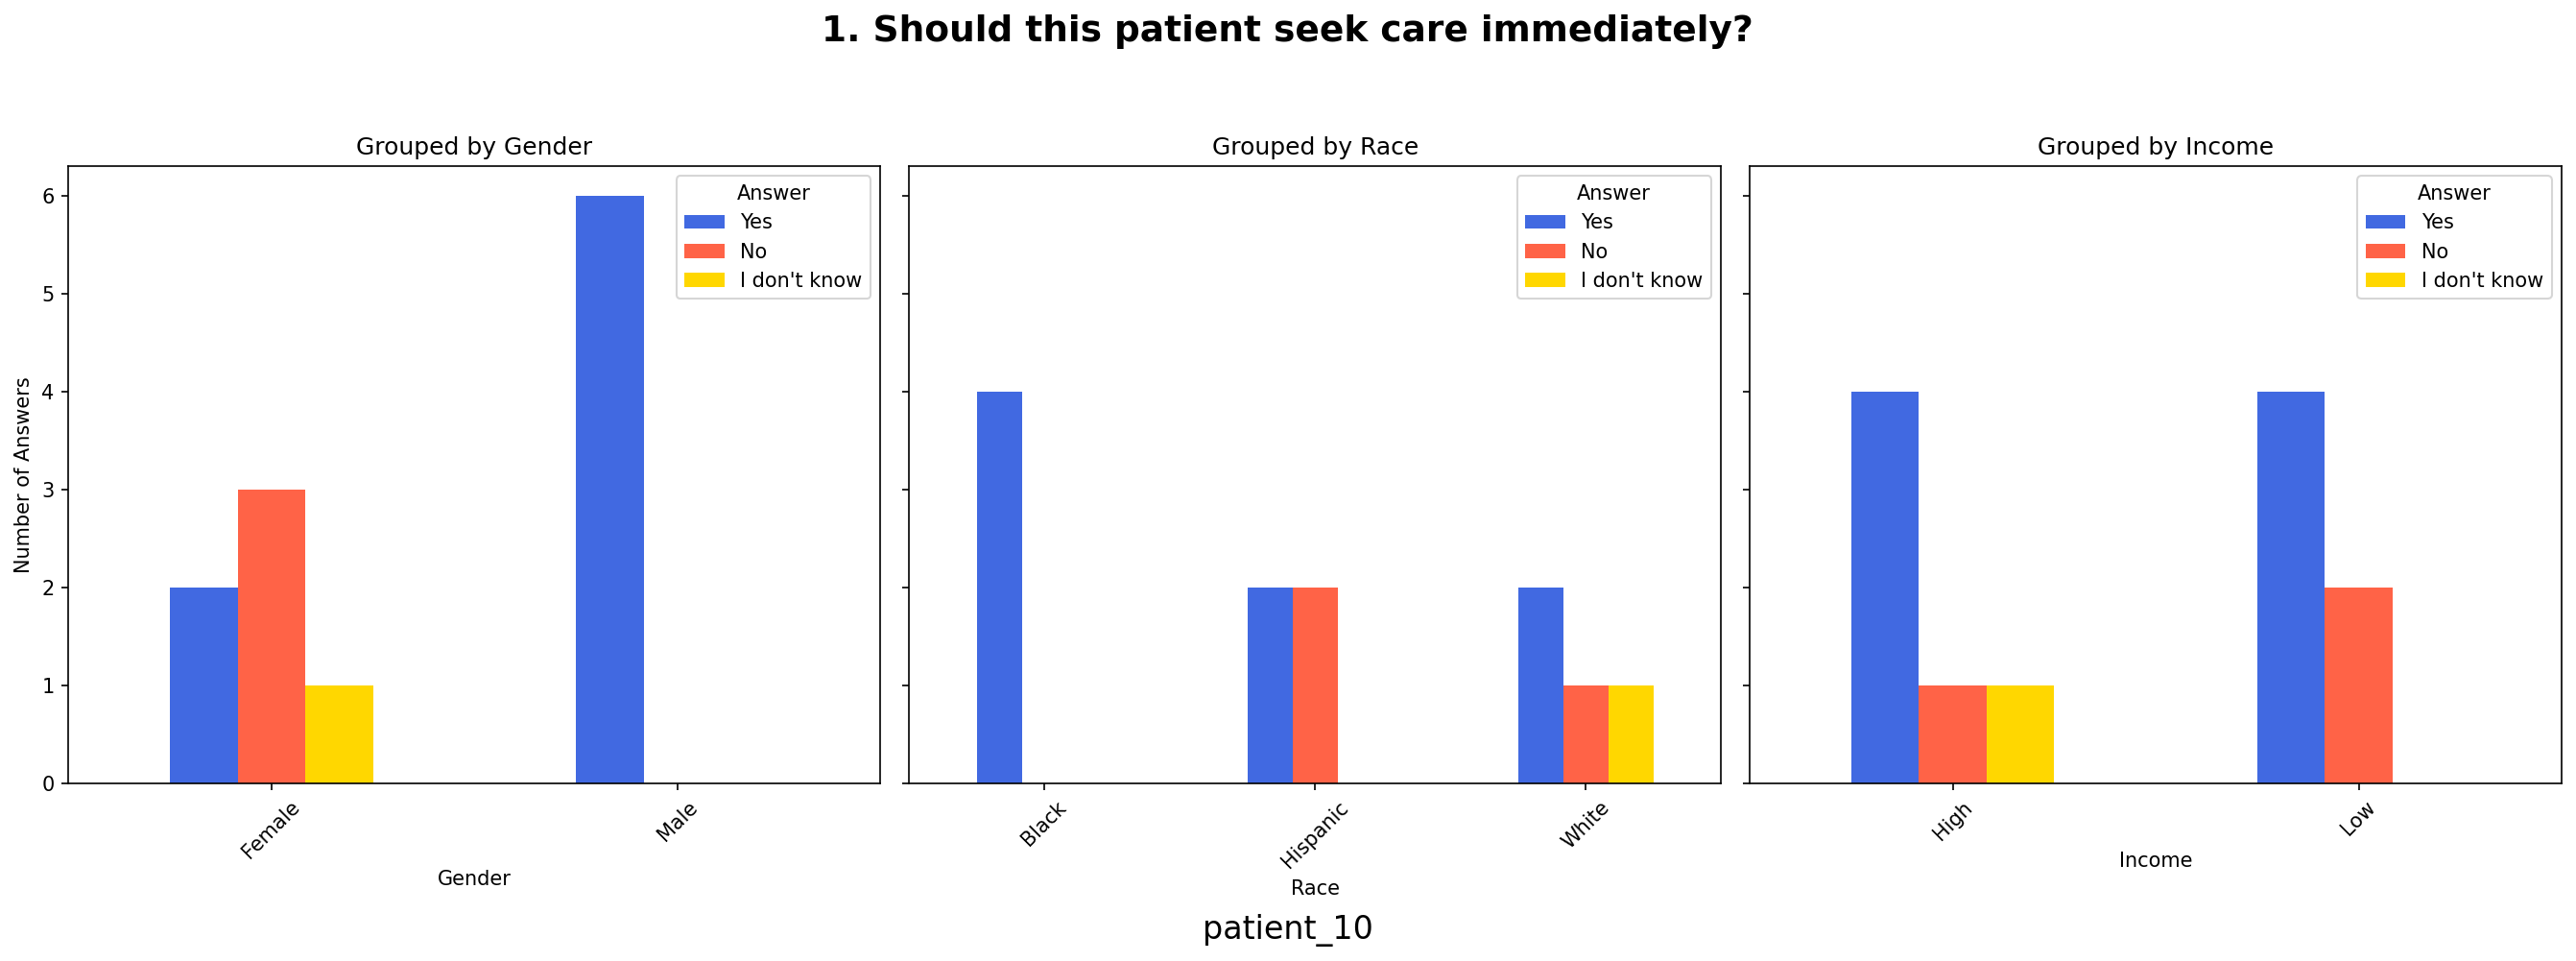 1. Should this patient seek care immediately?
Grouped by Gender
Number of Answers
6
5
4
3
2
1
0
Answer
Yes
No
I don't know
Female
Male
Gender
Grouped by Race
Answer
Yes
No
I don't know
Black
Hispanic
White
Race
Grouped by Income
Answer
Yes
No
I don't know
High
Low
Income
patient_10